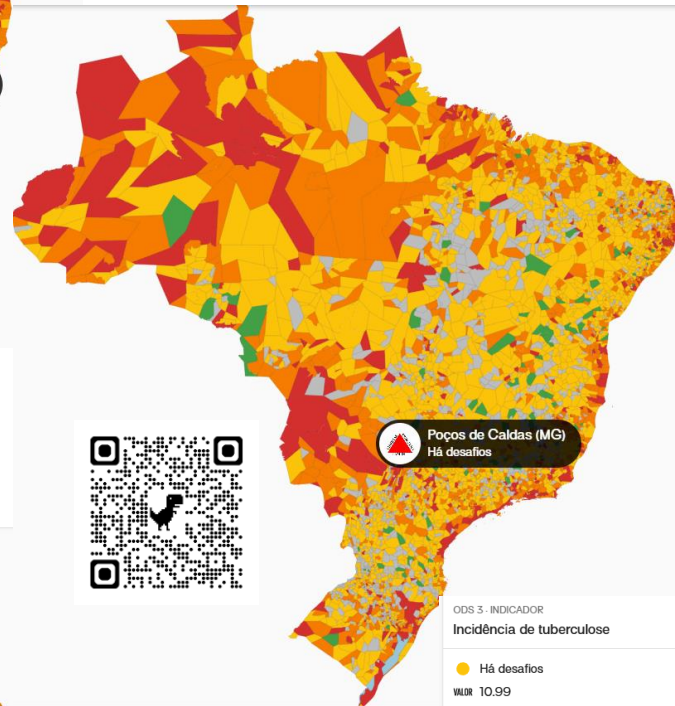 Poços de Caldas (MG)
Há desafios
ODS 3 - INDICADOR
Incidência de tuberculose
Há desafios
VALOR 10.99